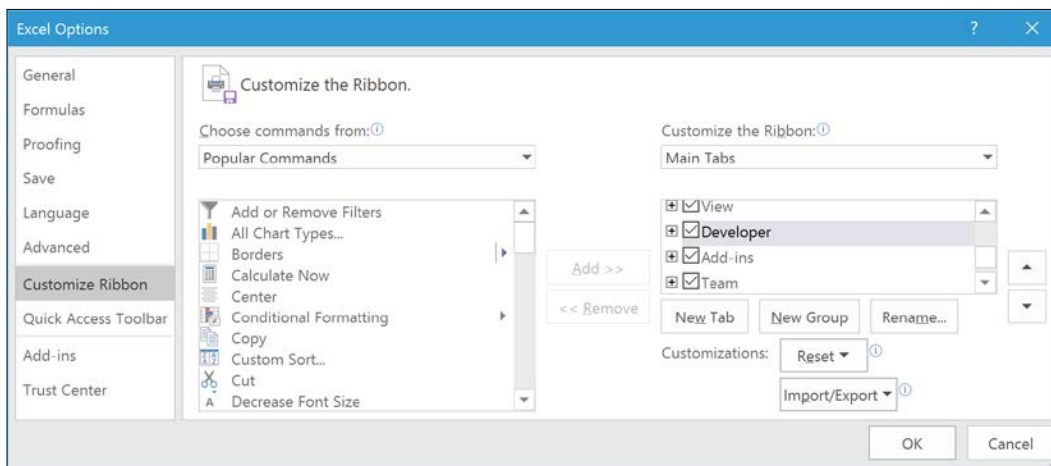 Excel Options
?
General
Formulas
Proofing
Save
Language
Advanced
Customize Ribbon
Quick Access Toolbar
Add-ins
Trust Center
Customize the Ribbon.
Choose commands from:
Popular Commands
Add or Remove Filters
All Chart Types...
Borders
Calculate Now
Center
Conditional Formatting
Copy
Custom Sort...
Cut
Decrease Font Size
Add >>
<< Remove
Customize the Ribbon:
Main Tabs
View
Developer
Add-ins
Team
New Tab
New Group
Rename...
Customizations:
Reset
Import/Export
OK
Cancel